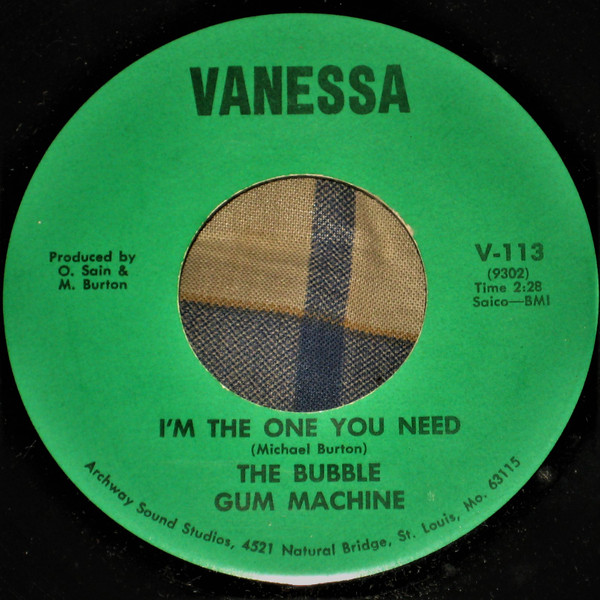 VANESSA
Produced by
O. Sain &
M. Burton
V-113
(9302)
Time 2:28
Saico—BMI
I'M THE ONE YOU NEED
(Michael Burton)
THE BUBBLE
GUM MACHINE
Archway Sound Studios, 4521 Natural Bridge, St. Louis, Mo. 63115